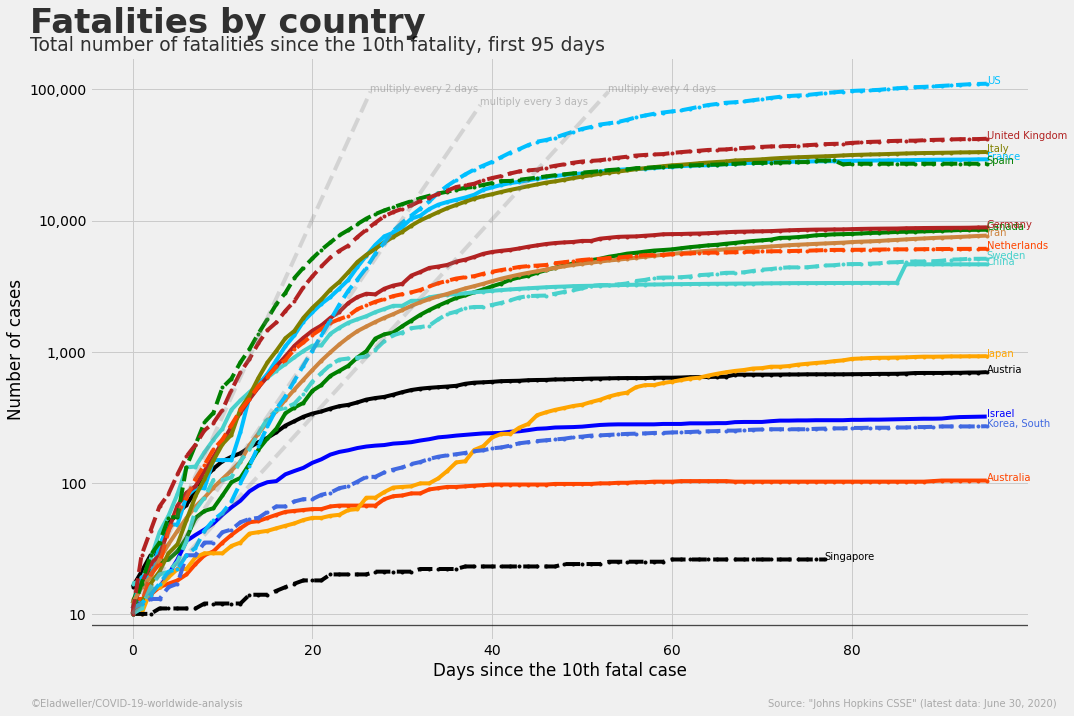 Fatalities by country
Total number of fatalities since the 10th fatality, first 95 days
100,000
10,000
1,000
100
10
Number of cases
multiply every 2 days
multiply every 3 days
multiply every 4 days
US
United Kingdom
Italy
France
Spain
Germany
Canada
Iran
Netherlands
Sweden
China
Japan
Austria
Israel
Korea, South
Australia
Singapore
0
20
40
60
80
Days since the 10th fatal case
©Eladweller/COVID-19-worldwide-analysis
Source: "Johns Hopkins CSSE" (latest data: June 30, 2020)